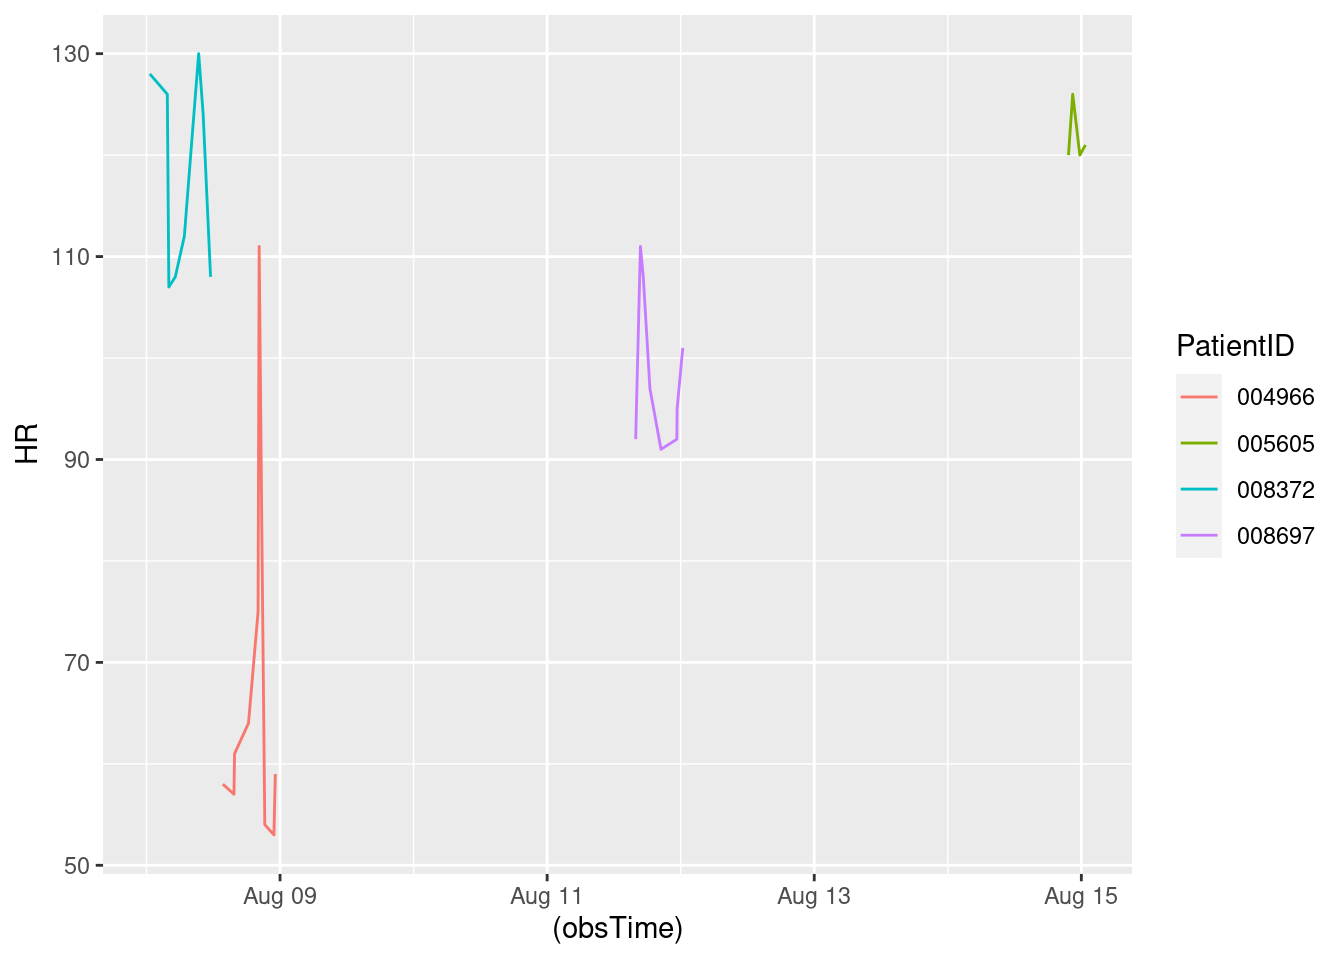 130
110
90
70
50
HR
Aug 09
Aug 11
Aug 13
Aug 15
(obsTime)
PatientID
004966
005605
008372
008697